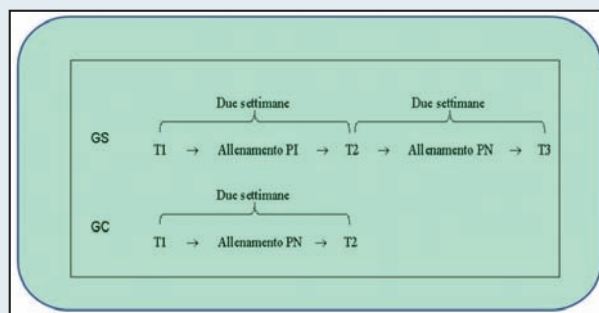 Due settimane Due settimane
GS T1 → Allenamento PI → T2 → Allenamento PN → T3
Due settimane
GC T1 → Allenamento PN → T2